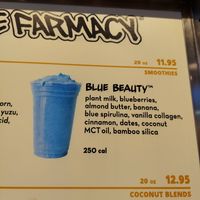 E FARMACY™
20 oz 11.95
SMOOTHIES
BLUE BEAUTY™
plant milk, blueberries,
almond butter, banana,
blue spirulina, vanilla collagen,
cinnamon, dates, coconut
MCT oil, bamboo silica
250 cal
orn,
yuzu,
cid,
20 oz 12.95
COCONUT BLENDS